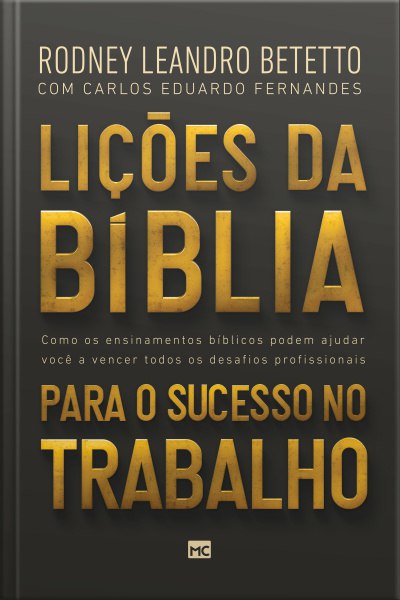 RODNEY LEANDRO BETETTO
COM CARLOS EDUARDO FERNANDES
LIÇÕES DA
BÍBLIA
Como os ensinamentos bíblicos podem ajudar
você a vencer todos os desafios profissionais
PARA O SUCESSO NO
TRABALHO
MC